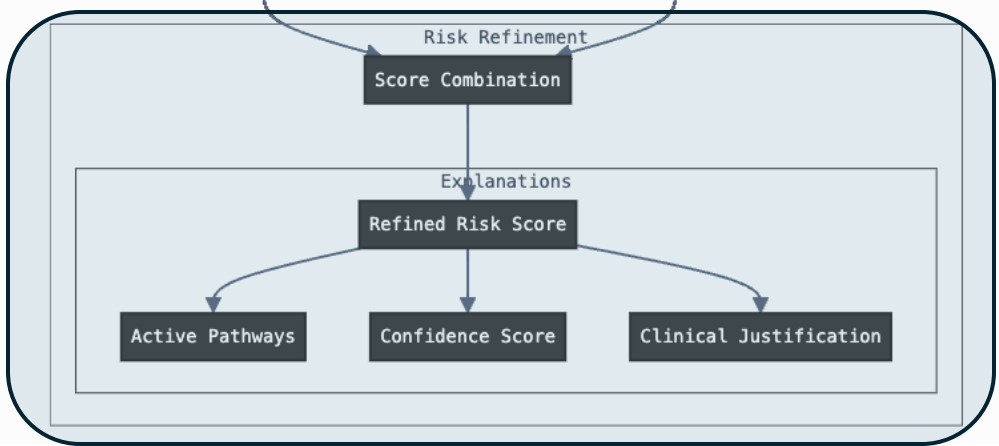 Risk Refinement
Score Combination
Explanations
Refined Risk Score
Active Pathways
Confidence Score
Clinical Justification